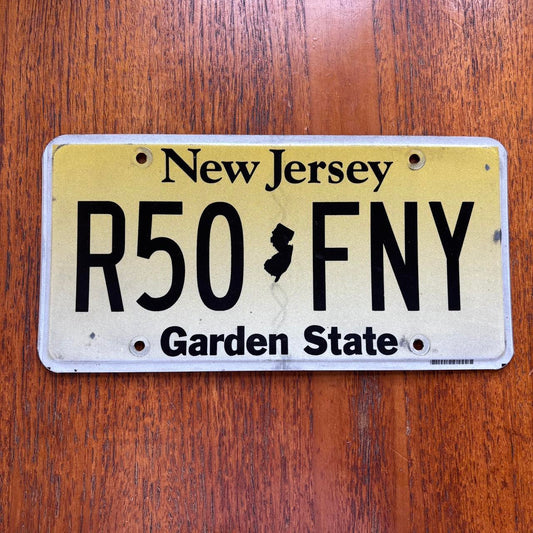 New Jersey
R50 FNY
Garden State